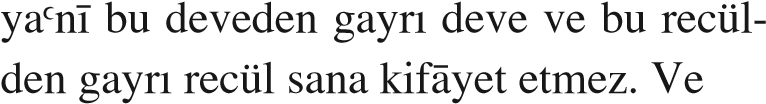 yaʿnī bu deveden gayrı deve ve bu recül-
den gayrı recül sana kifāyet etmez. Ve